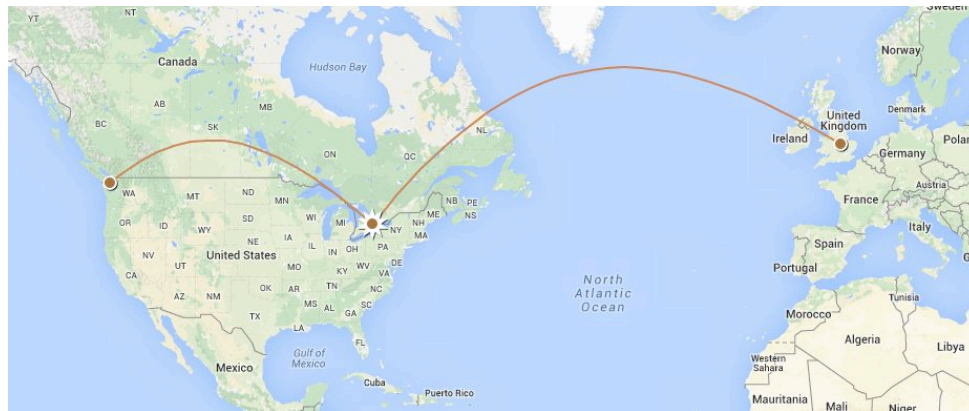 YT
NT
Sweden
Norway
Canada
Hudson Bay
AB
MB
BC
SK
NL
United
Kingdom
Denmark
Ireland
ON
QC
Germany
Polan
WA
MT
ND
MN
NB
PE
NS
ME
France
Austria
OR
ID
WY
SD
WI
MI
NY
NH
MA
Italy
NE
IA
IL
IN
OH
PA
Spain
Portugal
NV
UT
United States
MO
KY
WV
VA
DE
North
Atlantic
Ocean
CA
AZ
NM
OK
AR
TN
NC
MS
AL
GA
SC
TX
LA
FL
Tunisia
Morocco
Algeria
Libya
Gulf of
Mexico
Mexico
Cuba
Puerto Rico
Western
Sahara
Mauritania
Mali
Niger